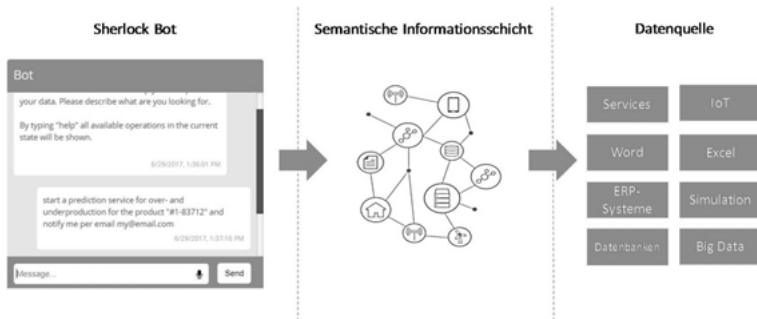 Sherlock Bot
Semantische Informationsschicht
Datenquelle
Bot
your data. Please describe what are you looking for.
By typing "help" all available operations in the current
state will be shown.
6/29/2017, 1:36:01 PM
start a prediction service for over- and
underproduction for the product "#1-83712" and
notify me per email my@email.com
6/29/2017, 1:37:16 PM
Message...
Send
Services
IoT
Word
Excel
ERP-
Systeme
Simulation
Datenbanken
Big Data